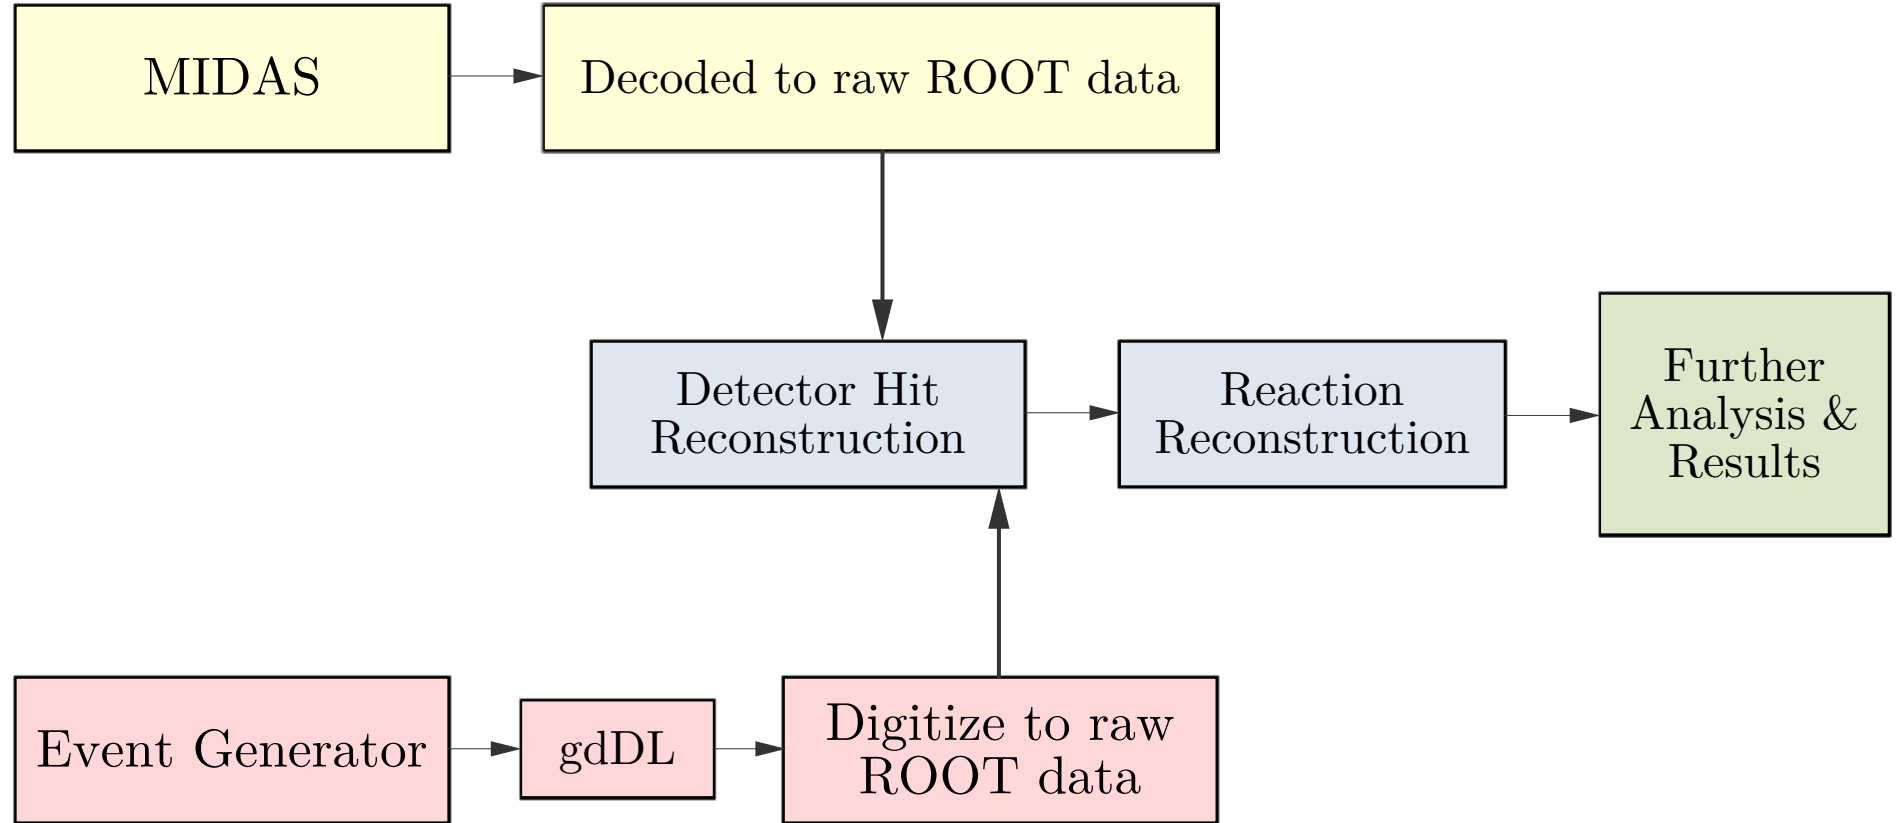 MIDAS
Decoded to raw ROOT data
Detector Hit
Reconstruction
Reaction
Reconstruction
Further
Analysis &
Results
Event Generator
gdDL
Digitize to raw
ROOT data